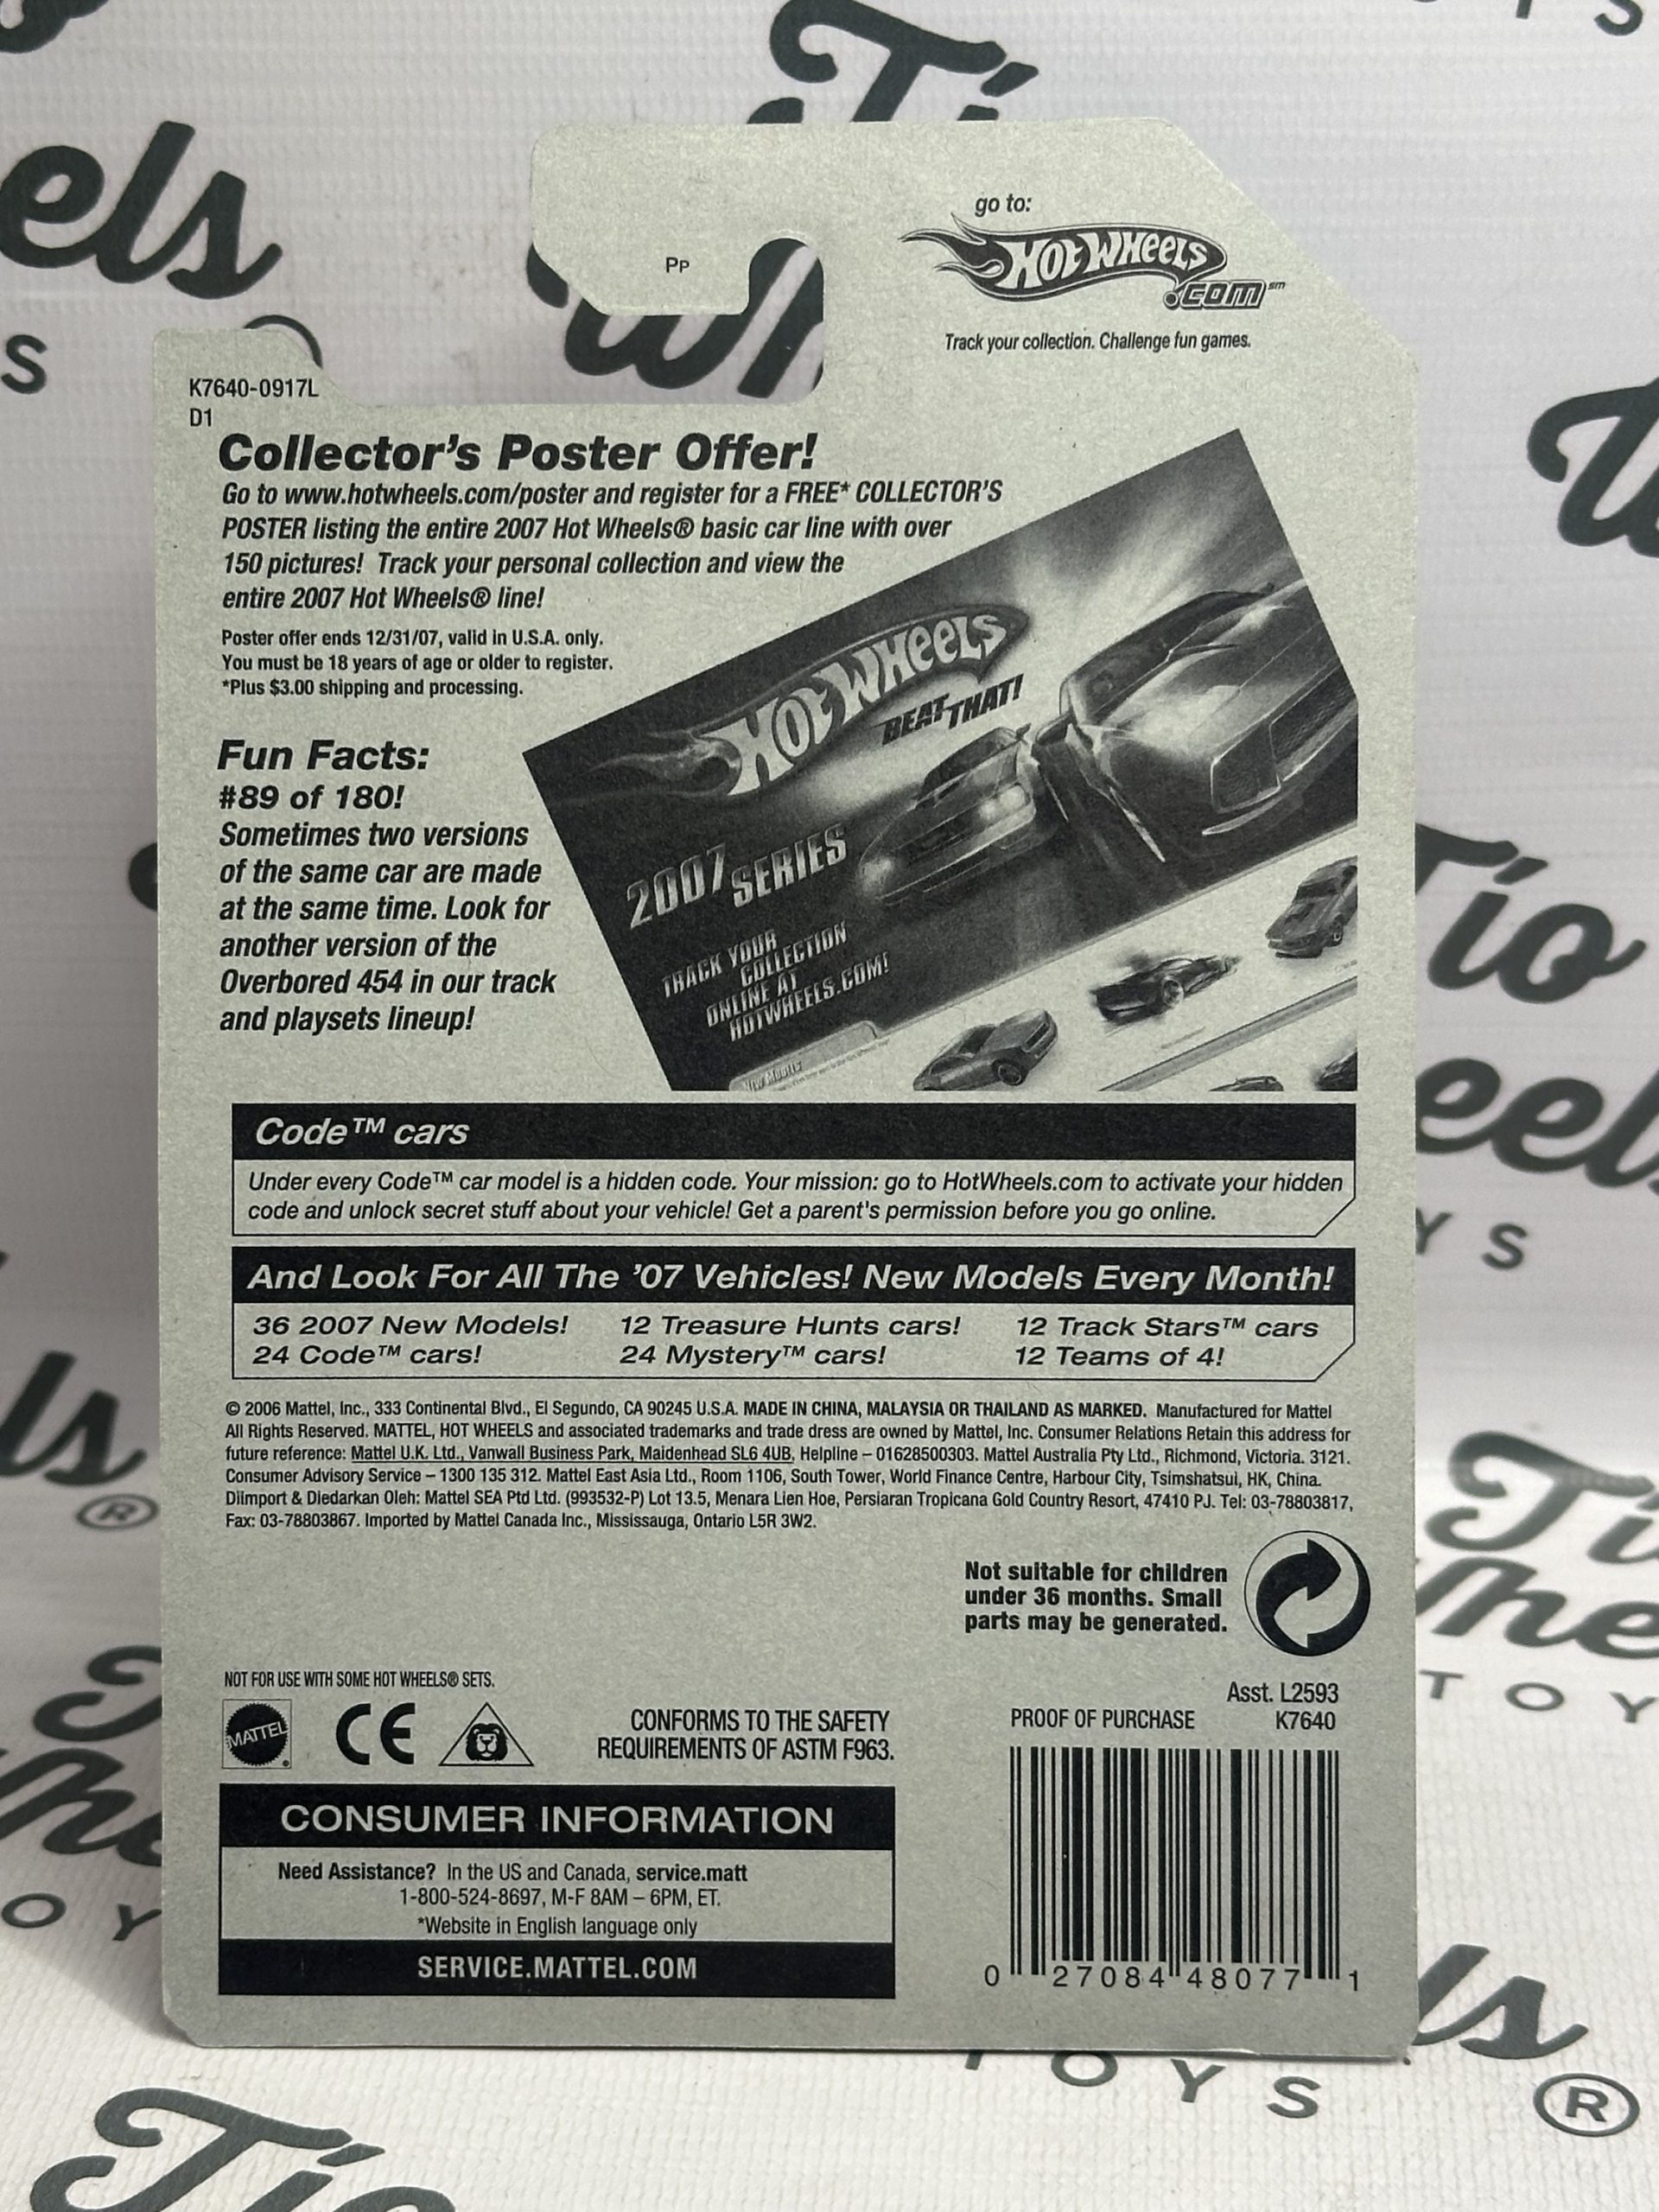 Tio
Wheels
TOYS
go to:
HOT WHEELS
.com℠
Track your collection. Challenge fun games.
PP
K7640-0917L
D1
Collector's Poster Offer!
Go to www.hotwheels.com/poster and register for a FREE* COLLECTOR'S
POSTER listing the entire 2007 Hot Wheels® basic car line with over
150 pictures!  Track your personal collection and view the
entire 2007 Hot Wheels® line!
Poster offer ends 12/31/07, valid in U.S.A. only.
You must be 18 years of age or older to register.
*Plus $3.00 shipping and processing.
HOT WHEELS
BEAT THAT!
2007 SERIES
TRACK YOUR
COLLECTION
ONLINE AT
HOTWHEELS.COM!
New Models
Fun Facts:
#89 of 180!
Sometimes two versions
of the same car are made
at the same time. Look for
another version of the
Overbored 454 in our track
and playsets lineup!
Code™ cars
Under every Code™ car model is a hidden code. Your mission: go to HotWheels.com to activate your hidden
code and unlock secret stuff about your vehicle! Get a parent's permission before you go online.
And Look For All The '07 Vehicles! New Models Every Month!
36 2007 New Models! 12 Treasure Hunts cars! 12 Track Stars™ cars
24 Code™ cars! 24 Mystery™ cars! 12 Teams of 4!
© 2006 Mattel, Inc., 333 Continental Blvd., El Segundo, CA 90245 U.S.A. MADE IN CHINA, MALAYSIA OR THAILAND AS MARKED.  Manufactured for Mattel
All Rights Reserved. MATTEL, HOT WHEELS and associated trademarks and trade dress are owned by Mattel, Inc. Consumer Relations Retain this address for
future reference: Mattel U.K. Ltd., Vanwall Business Park, Maidenhead SL6 4UB, Helpline – 01628500303. Mattel Australia Pty Ltd., Richmond, Victoria. 3121.
Consumer Advisory Service – 1300 135 312. Mattel East Asia Ltd., Room 1106, South Tower, World Finance Centre, Harbour City, Tsimshatsui, HK, China.
Diimport & Diedarkan Oleh: Mattel SEA Ptd Ltd. (993532-P) Lot 13.5, Menara Lien Hoe, Persiaran Tropicana Gold Country Resort, 47410 PJ. Tel: 03-78803817,
Fax: 03-78803867. Imported by Mattel Canada Inc., Mississauga, Ontario L5R 3W2.
Not suitable for children
under 36 months. Small
parts may be generated.
NOT FOR USE WITH SOME HOT WHEELS® SETS.
MATTEL
CE
CONFORMS TO THE SAFETY
REQUIREMENTS OF ASTM F963.
Asst. L2593
PROOF OF PURCHASE K7640
CONSUMER INFORMATION
Need Assistance? In the US and Canada, service.matt
1-800-524-8697, M-F 8AM – 6PM, ET.
*Website in English language only
SERVICE.MATTEL.COM
0 27084 48077 1